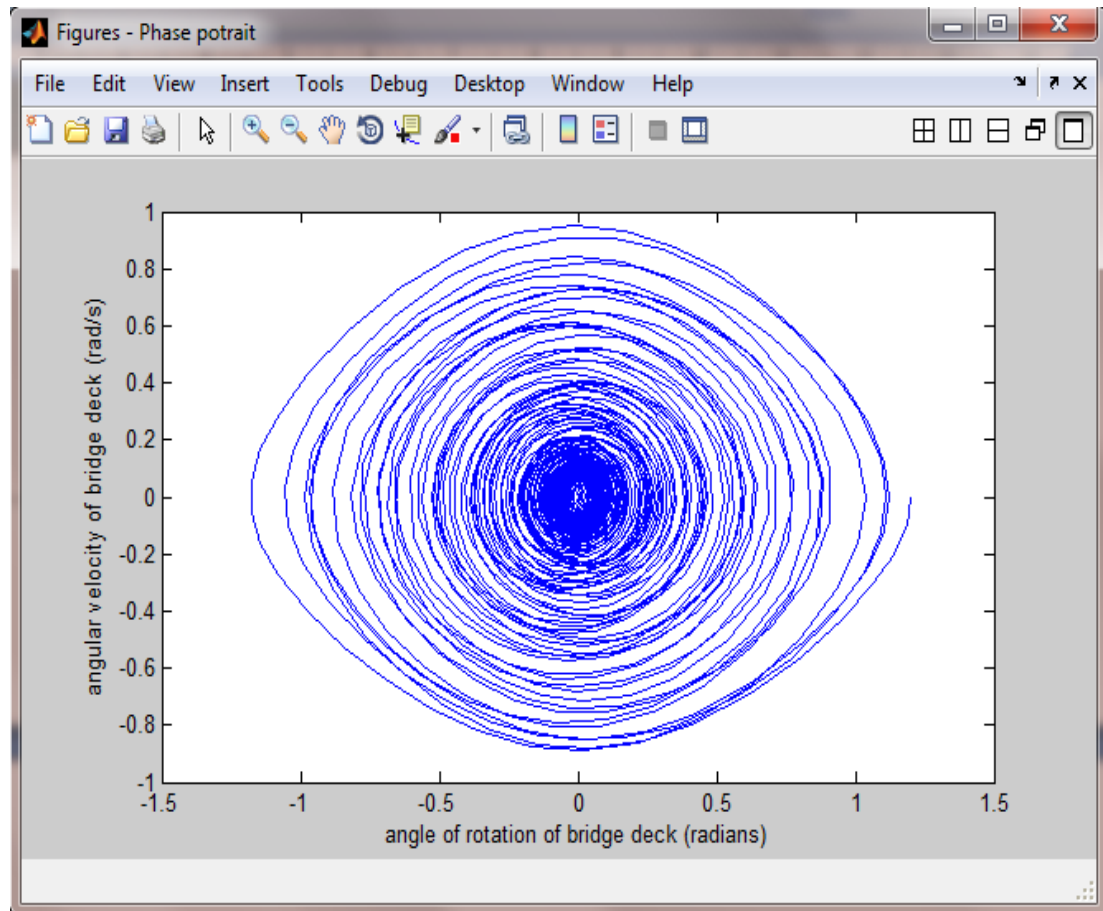 Figures - Phase potrait
File Edit View Insert Tools Debug Desktop Window Help
1
0.8
0.6
0.4
0.2
0
-0.2
-0.4
-0.6
-0.8
-1
angular velocity of bridge deck (rad/s)
-1.5 -1 -0.5 0 0.5 1 1.5
angle of rotation of bridge deck (radians)